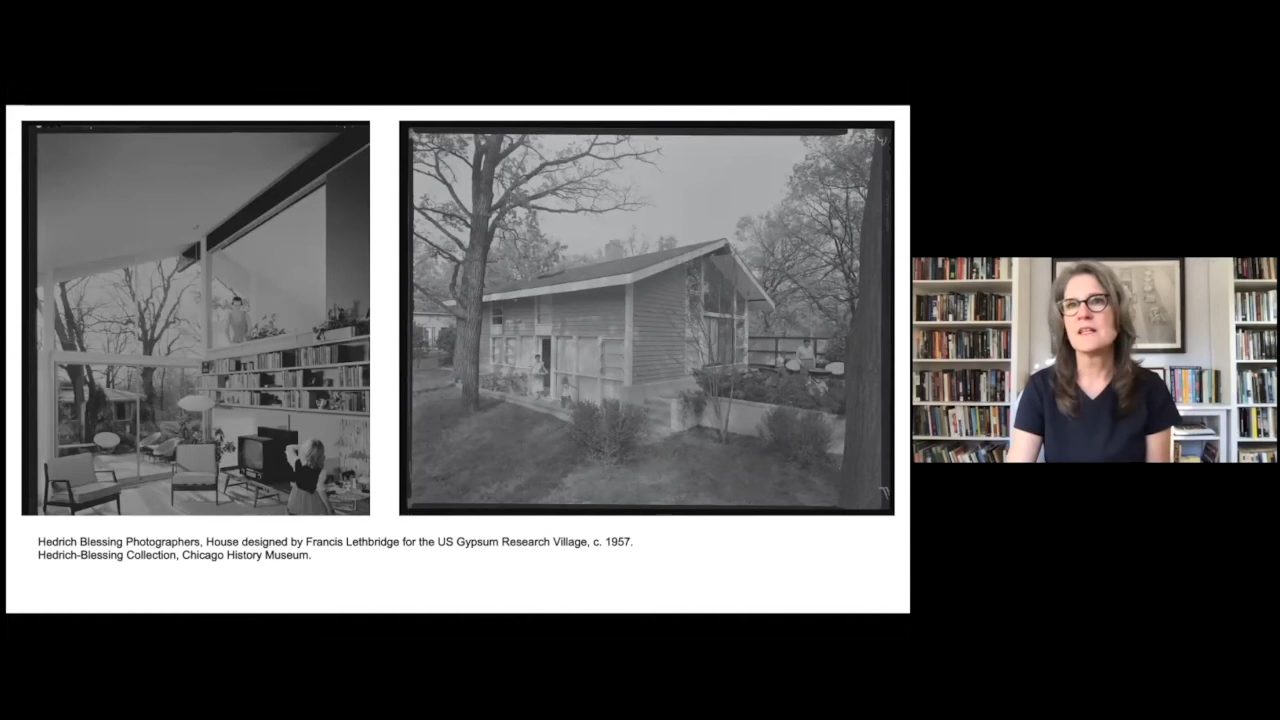 Hedrich Blessing Photographers, House designed by Francis Lethbridge for the US Gypsum Research Village, c. 1957.
Hedrich-Blessing Collection, Chicago History Museum.